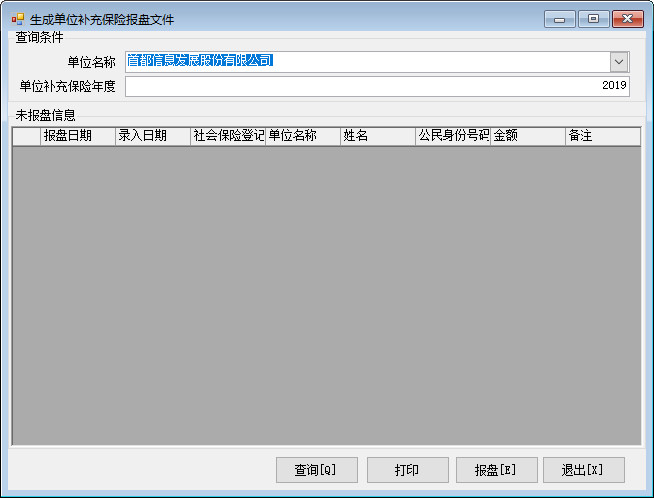 生成单位补充保险报盘文件
查询条件
单位名称 首都信息发展股份有限公司
单位补充保险年度 2019
未报盘信息
报盘日期 录入日期 社会保险登记 单位名称 姓名 公民身份号码 金额 备注
查询[Q] 打印 报盘[E] 退出[X]